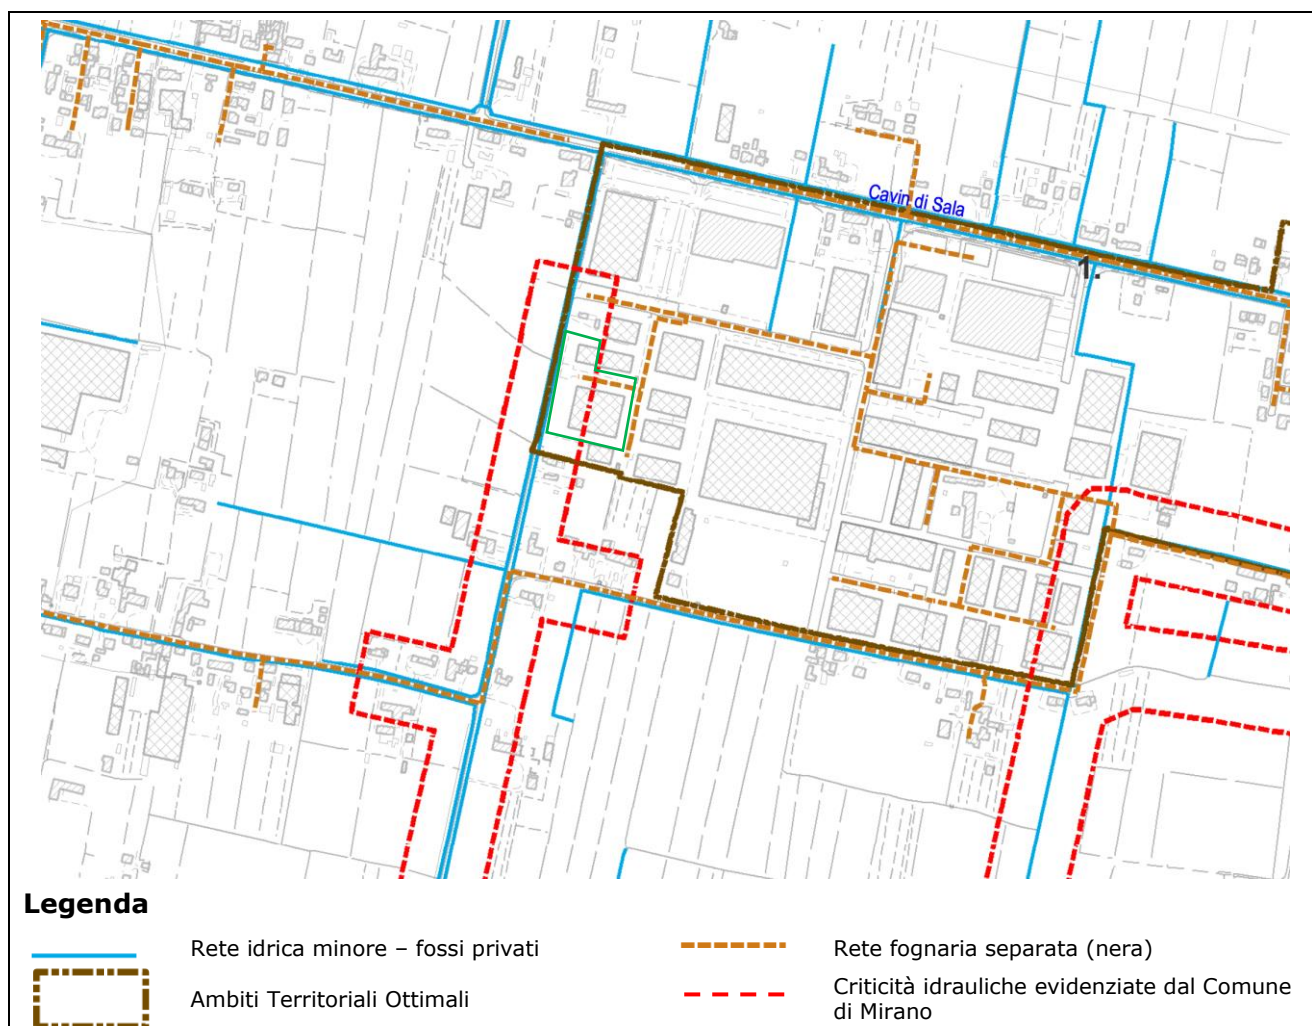 Cavin di Sala
1.
Legenda
Rete idrica minore – fossi privati
Rete fognaria separata (nera)
Ambiti Territoriali Ottimali
Criticità idrauliche evidenziate dal Comune
di Mirano